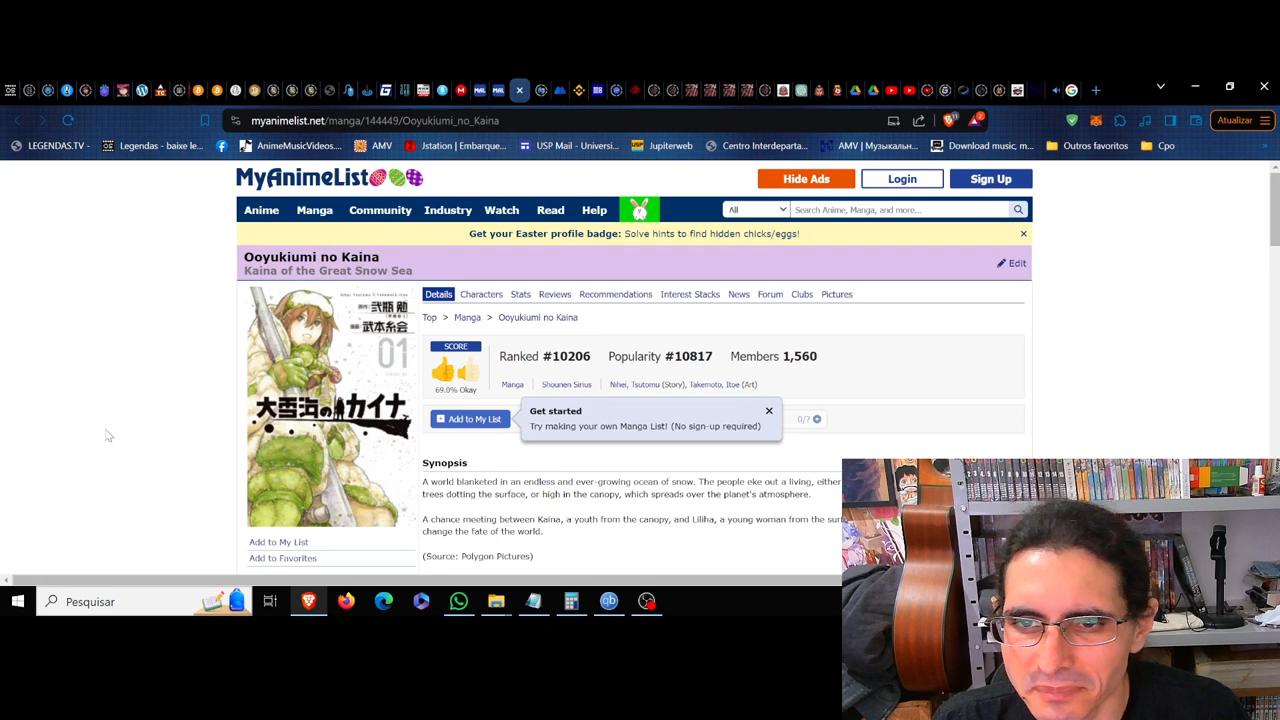 myanimelist.net/manga/144449/Ooyukiumi_no_Kaina
11
2
Atualizar
LEGENDAS.TV -
Legendas - baixe le...
AnimeMusicVideos...
AMV
Jstation | Embarque...
USP Mail - Universi...
Jupiterweb
Centro Interdeparta...
AMV | Музыкальн...
Download music, m...
Outros favoritos
Cpo
MyAnimeList
Hide Ads
Login
Sign Up
Anime
Manga
Community
Industry
Watch
Read
Help
All
Search Anime, Manga, and more...
Get your Easter profile badge: Solve hints to find hidden chicks/eggs!
Ooyukiumi no Kaina
Kaina of the Great Snow Sea
Edit
弐瓶 勉
武本糸会
01
大雪海のカイナ
Details
Characters
Stats
Reviews
Recommendations
Interest Stacks
News
Forum
Clubs
Pictures
Top > Manga > Ooyukiumi no Kaina
SCORE
69.0% Okay
Ranked #10206
Popularity #10817
Members 1,560
Manga
Shounen Sirius
Nihei, Tsutomu (Story), Takemoto, Itoe (Art)
Add to My List
Get started
Try making your own Manga List! (No sign-up required)
0/?
Synopsis
A world blanketed in an endless and ever-growing ocean of snow. The people eke out a living, either
trees dotting the surface, or high in the canopy, which spreads over the planet's atmosphere.
A chance meeting between Kaina, a youth from the canopy, and Liliha, a young woman from the sur
change the fate of the world.
(Source: Polygon Pictures)
Add to My List
Add to Favorites
Pesquisar